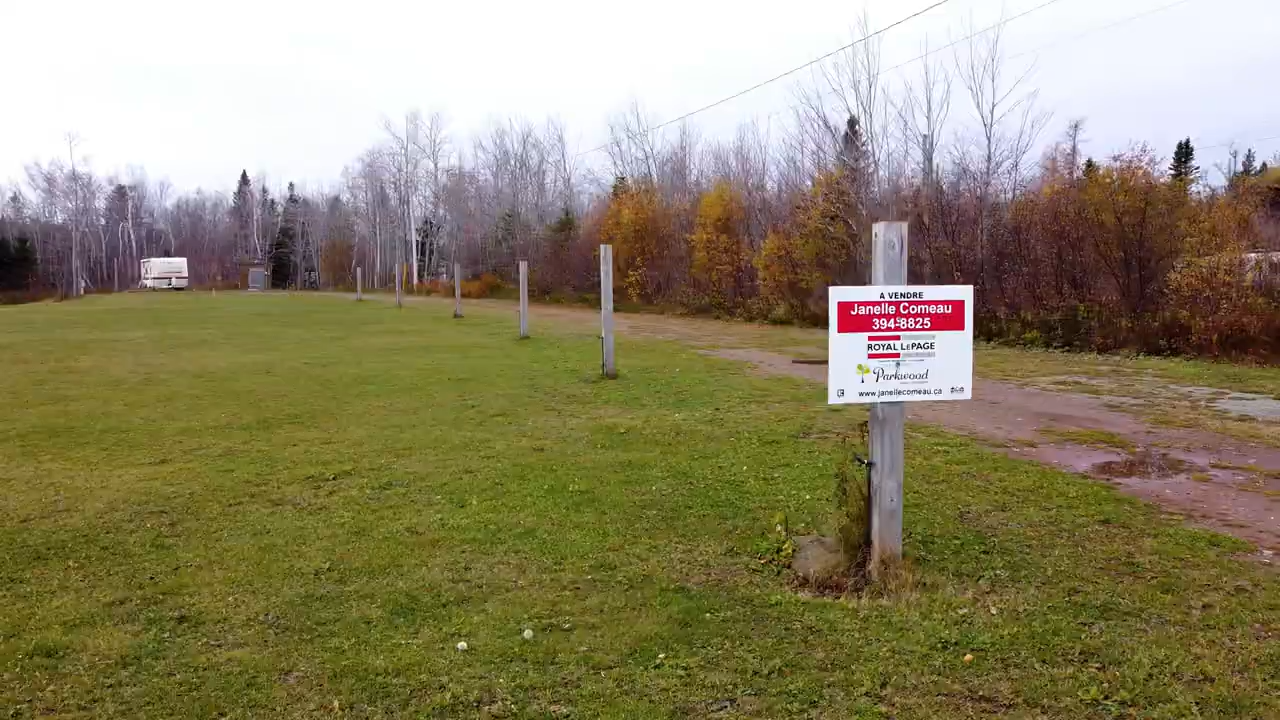 A VENDRE
Janelle Comeau
394-8825
ROYAL LEPAGE
Parkwood
www.janellecomeau.ca